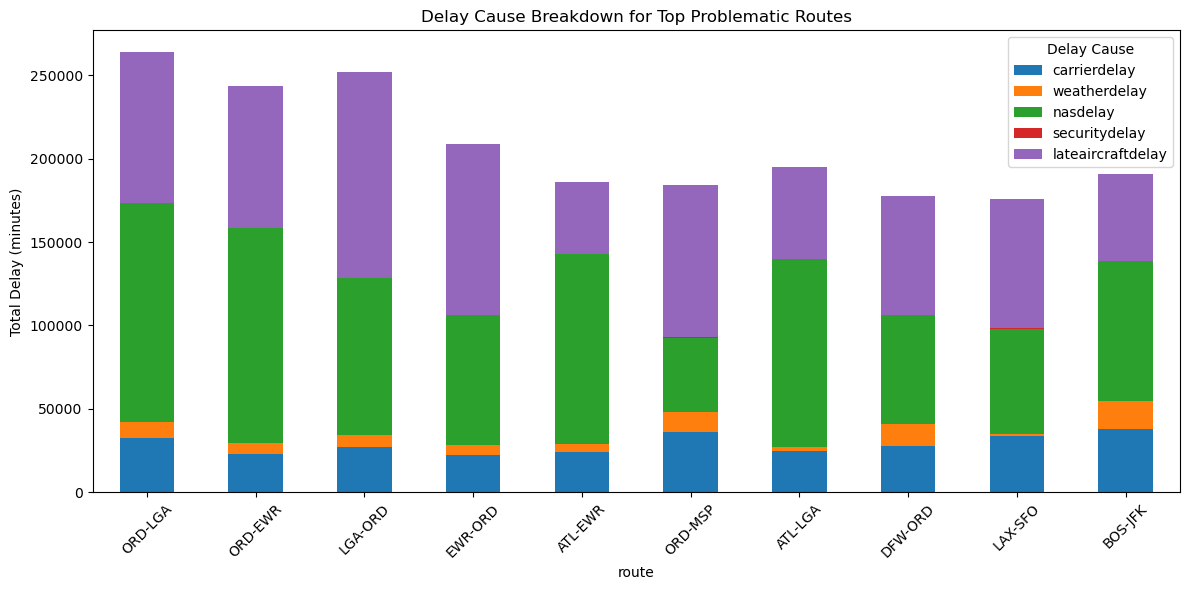 Delay Cause Breakdown for Top Problematic Routes
Delay Cause
carrierdelay
weatherdelay
nasdelay
securitydelay
lateaircraftdelay
Total Delay (minutes)
250000
200000
150000
100000
50000
0
ORD-LGA
ORD-EWR
LGA-ORD
EWR-ORD
ATL-EWR
ORD-MSP
ATL-LGA
DFW-ORD
LAX-SFO
BOS-JFK
route